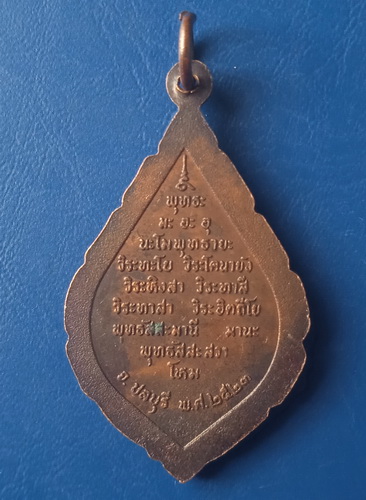 พุทธะ
มะ อะ อุ
นะโมพุทธายะ
วิระทะโย วิระโคนายัง
วิระหิงสา วิระทาสี
วิระทาสา วิระอิตถิโย
พุทธัสสะมานี มามะ
พุทธัสสะสวา
โหม
จ. ชลบุรี พ.ศ.๒๕๒๓